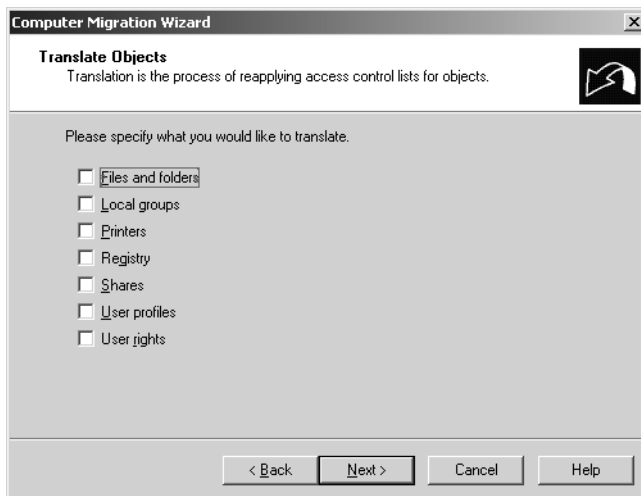 Computer Migration Wizard
Translate Objects
Translation is the process of reapplying access control lists for objects.
Please specify what you would like to translate.
Files and folders
Local groups
Printers
Registry
Shares
User profiles
User rights
< Back
Next >
Cancel
Help